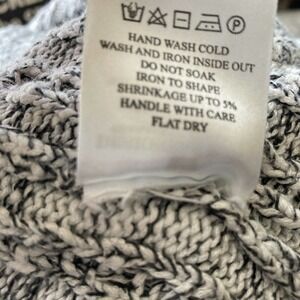 HAND WASH COLD
WASH AND IRON INSIDE OUT
DO NOT SOAK
IRON TO SHAPE
SHRINKAGE UP TO 5%
HANDLE WITH CARE
FLAT DRY